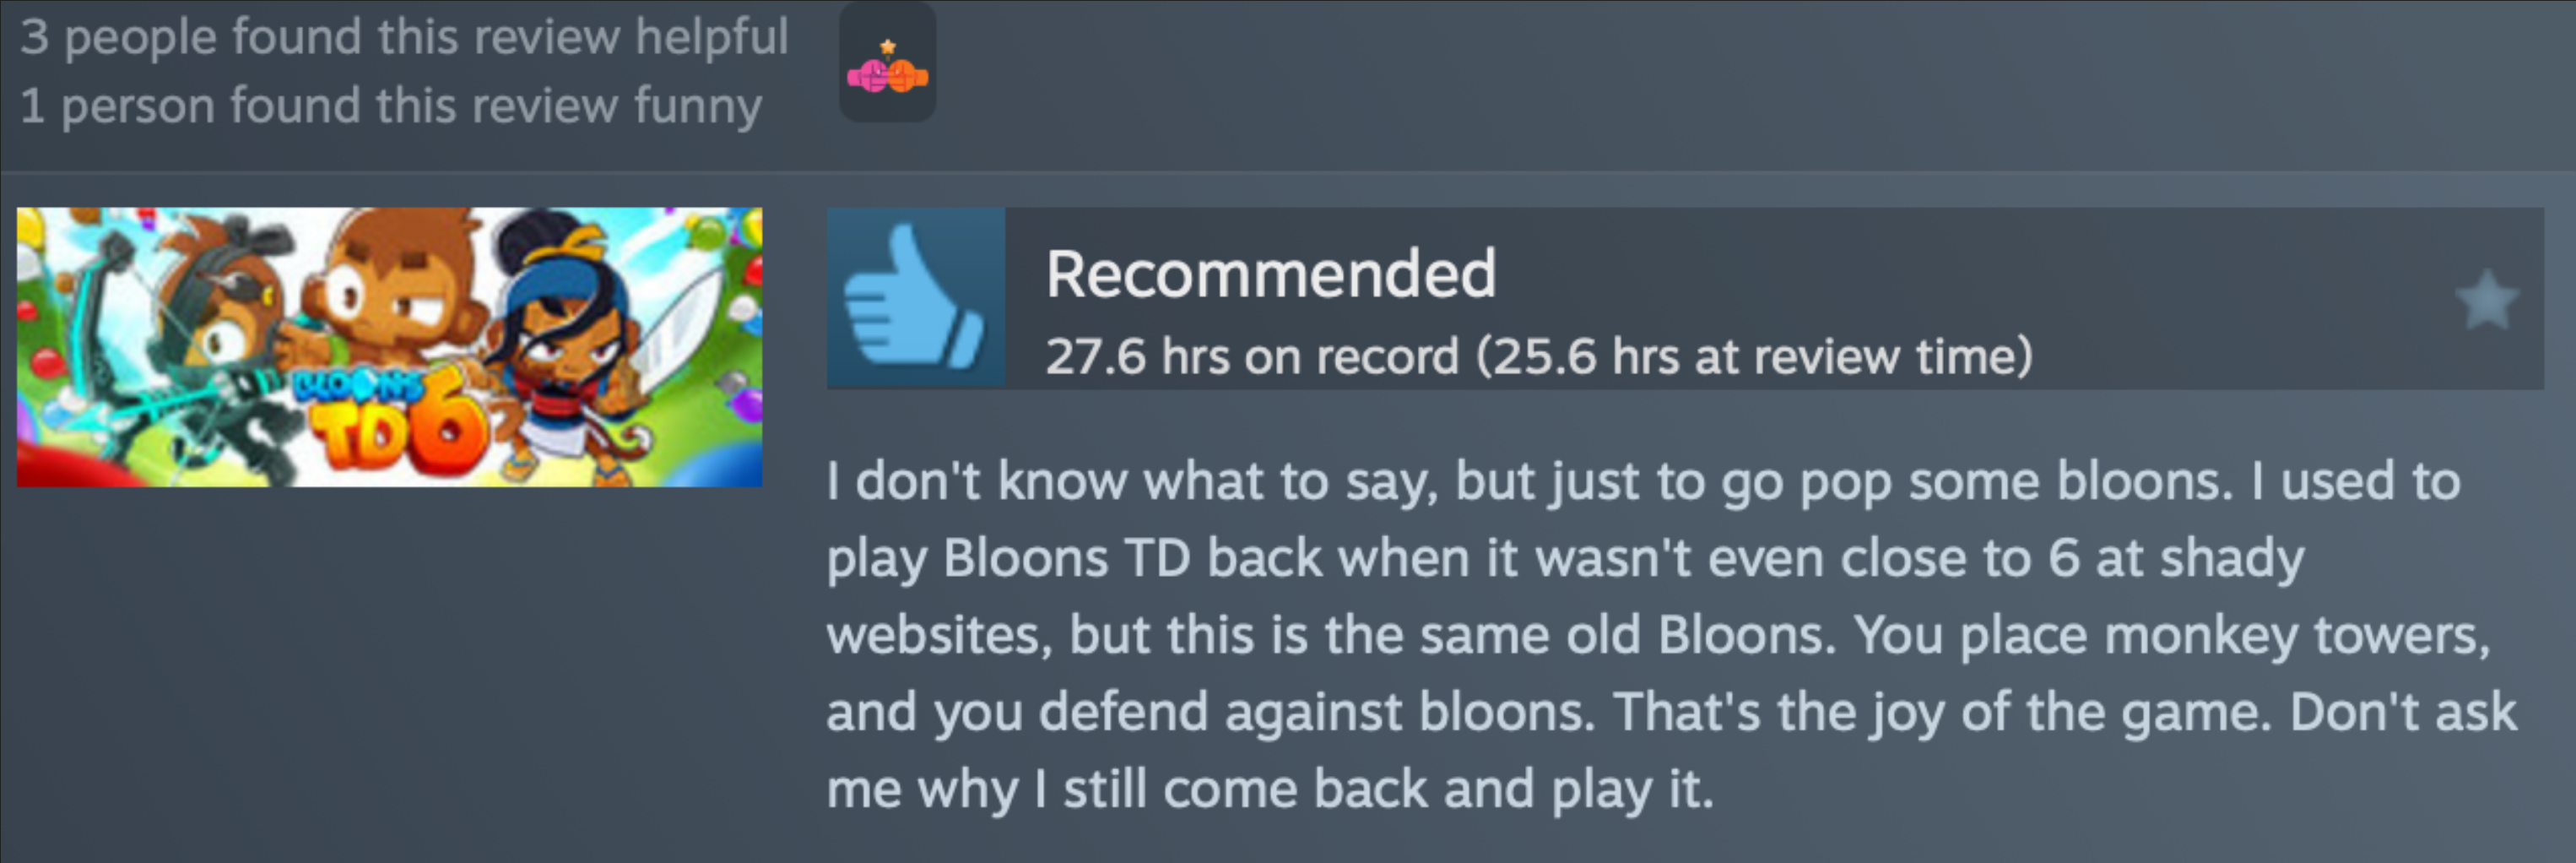 3 people found this review helpful
1 person found this review funny
BLOONS
TD6
Recommended
27.6 hrs on record (25.6 hrs at review time)
I don't know what to say, but just to go pop some bloons. I used to
play Bloons TD back when it wasn't even close to 6 at shady
websites, but this is the same old Bloons. You place monkey towers,
and you defend against bloons. That's the joy of the game. Don't ask
me why I still come back and play it.